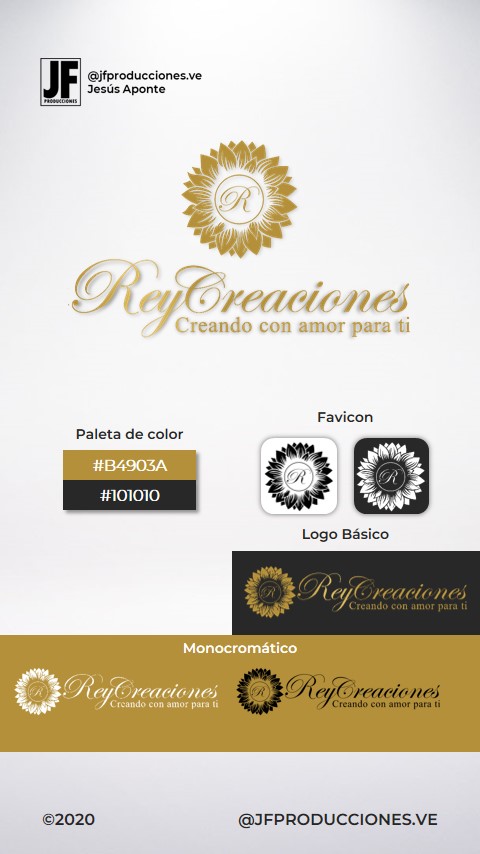 JF
PRODUCCIONES
@jfproducciones.ve
Jesús Aponte
R
ReyCreaciones
Creando con amor para ti
Paleta de color
#B4903A
#101010
Favicon
R
R
Logo Básico
R
ReyCreaciones
Creando con amor para ti
Monocromático
R
ReyCreaciones
Creando con amor para ti
R
ReyCreaciones
Creando con amor para ti
©2020
@JFPRODUCCIONES.VE